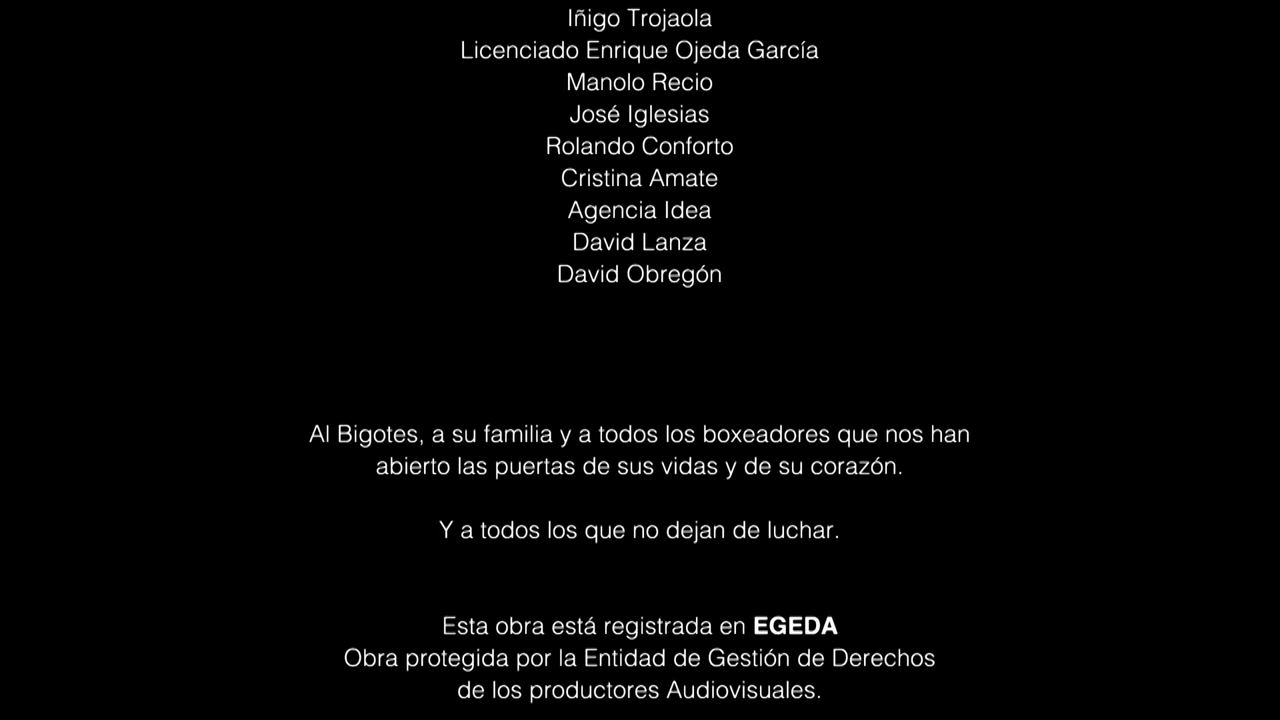 Iñigo Trojaola
Licenciado Enrique Ojeda García
Manolo Recio
José Iglesias
Rolando Conforto
Cristina Amate
Agencia Idea
David Lanza
David Obregón
Al Bigotes, a su familia y a todos los boxeadores que nos han
abierto las puertas de sus vidas y de su corazón.
Y a todos los que no dejan de luchar.
Esta obra está registrada en EGEDA
Obra protegida por la Entidad de Gestión de Derechos
de los productores Audiovisuales.